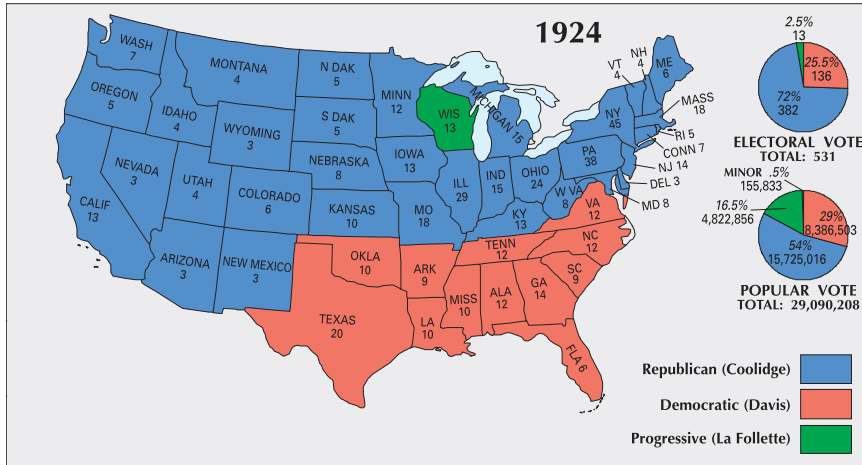 1924
WASH
7
OREGON
5
CALIF
13
IDAHO
4
NEVADA
3
MONTANA
4
WYOMING
3
UTAH
4
COLORADO
6
ARIZONA
3
NEW MEXICO
3
N DAK
5
S DAK
5
NEBRASKA
8
KANSAS
10
OKLA
10
TEXAS
20
MINN
12
IOWA
13
MO
18
ARK
9
LA
10
WIS
13
MICHIGAN 15
ILL
29
IND
15
OHIO
24
KY
13
TENN
12
MISS
10
ALA
12
GA
14
FLA 6
SC
9
NC
12
VA
12
W VA
8
PA
38
NY
45
VT
4
NH
4
ME
6
MASS
18
RI 5
CONN 7
NJ 14
DEL 3
MD 8
2.5%
13
25.5%
136
72%
382
ELECTORAL VOTE
TOTAL: 531
MINOR .5%
155,833
16.5%
4,822,856
29%
8,386,503
54%
15,725,016
POPULAR VOTE
TOTAL: 29,090,208
Republican (Coolidge)
Democratic (Davis)
Progressive (La Follette)